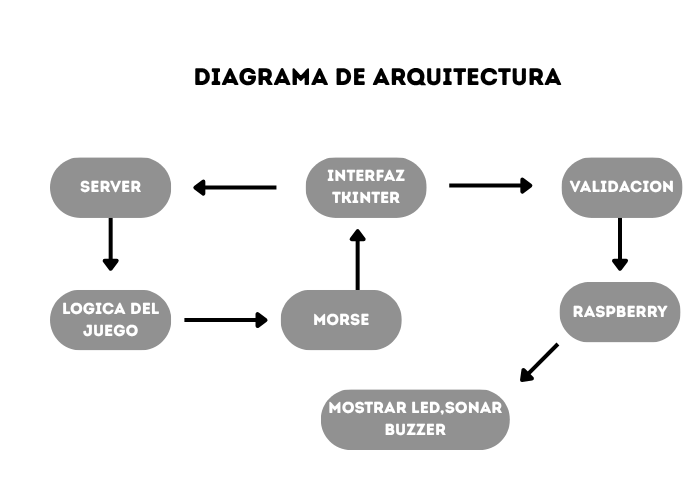 DIAGRAMA DE ARQUITECTURA
SERVER
INTERFAZ
TKINTER
VALIDACION
LOGICA DEL
JUEGO
MORSE
RASPBERRY
MOSTRAR LED,SONAR
BUZZER